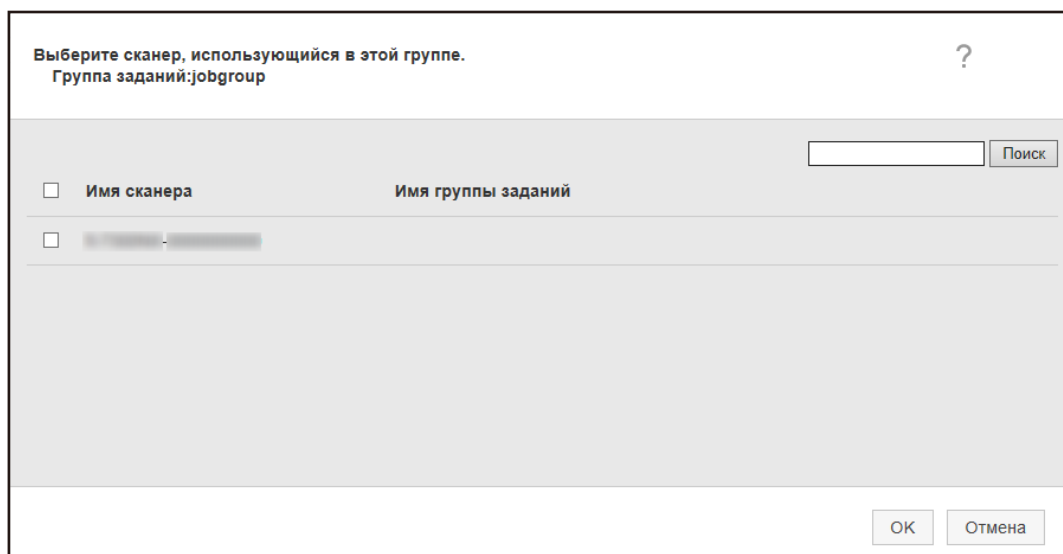 Выберите сканер, использующийся в этой группе.
Группа заданий:jobgroup
?
Поиск
Имя сканера Имя группы заданий
OK Отмена